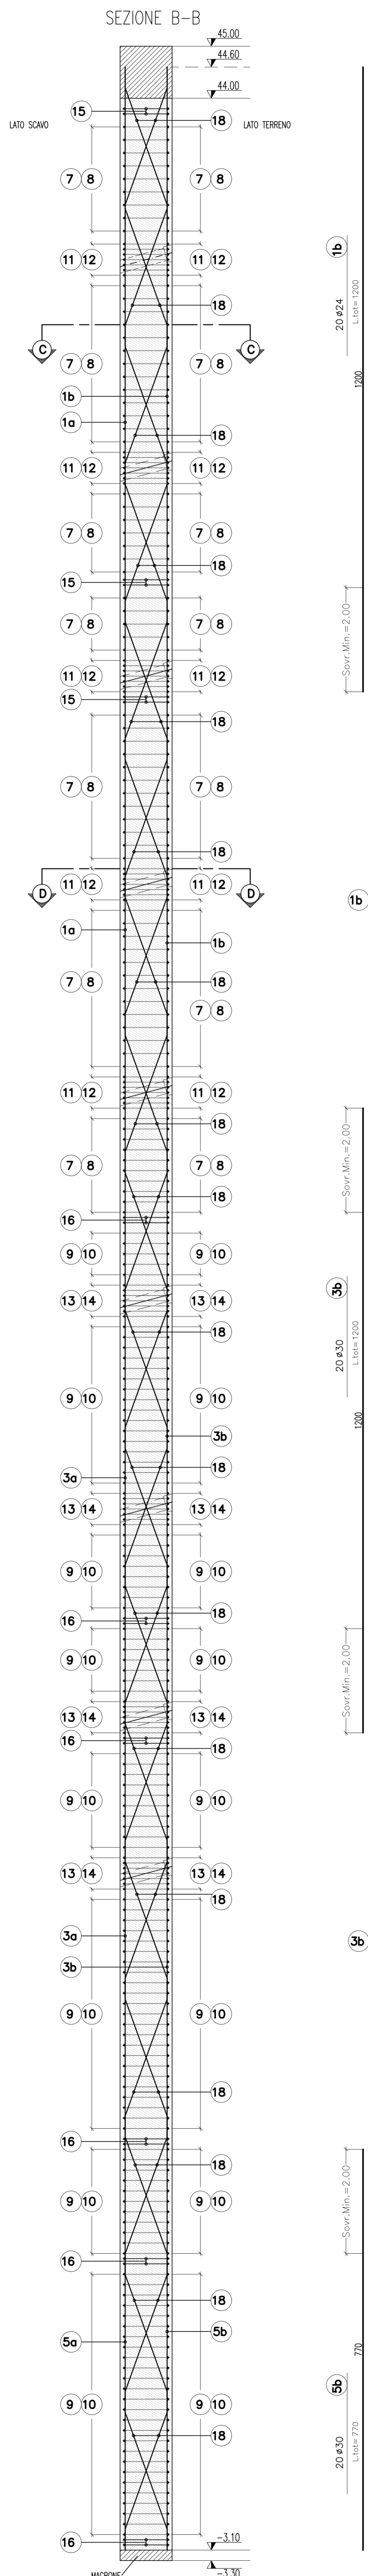 SEZIONE B-B
45.00
44.60
44.00
15
18
LATO SCAVO
LATO TERRENO
7 8
7 8
1b
20 ø24
L.tot=1200
1200
11 12
11 12
18
C
C
7 8
7 8
1b
1a
18
11 12
11 12
7 8
7 8
18
15
Sovr.Min.=2.00
7 8
7 8
11 12
11 12
15
18
7 8
7 8
18
11 12
11 12
D
D
1b
1a
1b
7 8
18
7 8
11 12
11 12
18
Sovr.Min.=2.00
7 8
7 8
18
16
9 10
9 10
3b
20 ø30
L.tot=1200
1200
13 14
13 14
18
9 10
9 10
3b
18
3a
13 14
13 14
9 10
9 10
18
16
Sovr.Min.=2.00
9 10
9 10
13 14
13 14
16
18
9 10
9 10
13 14
13 14
18
3a
3b
3b
9 10
9 10
18
16
18
Sovr.Min.=2.00
9 10
9 10
16
18
5b
5a
770
5b
20 ø30
L.tot=770
9 10
9 10
18
16
-3.10
MAGRONE
-3.30